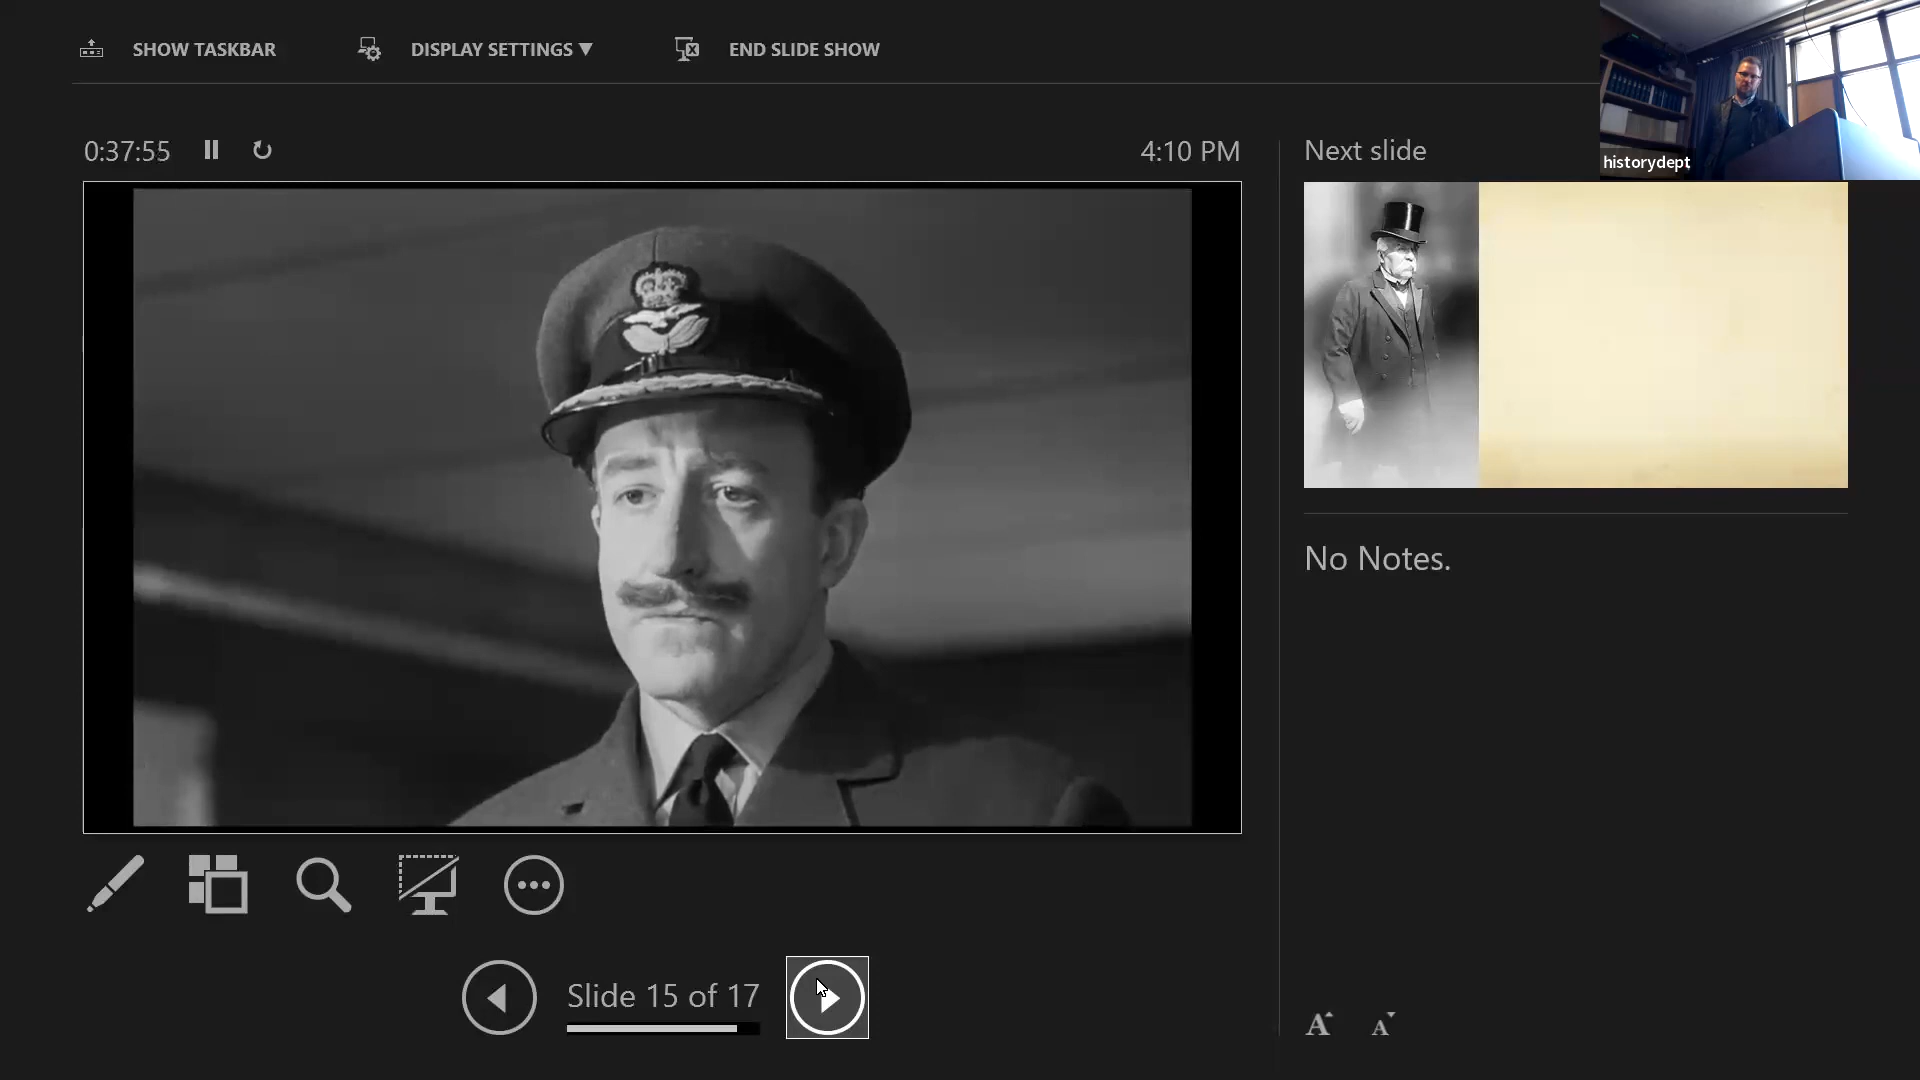 SHOW TASKBAR
DISPLAY SETTINGS ▼
END SLIDE SHOW
historydept
0:37:55
4:10 PM
Next slide
No Notes.
Slide 15 of 17
A
A